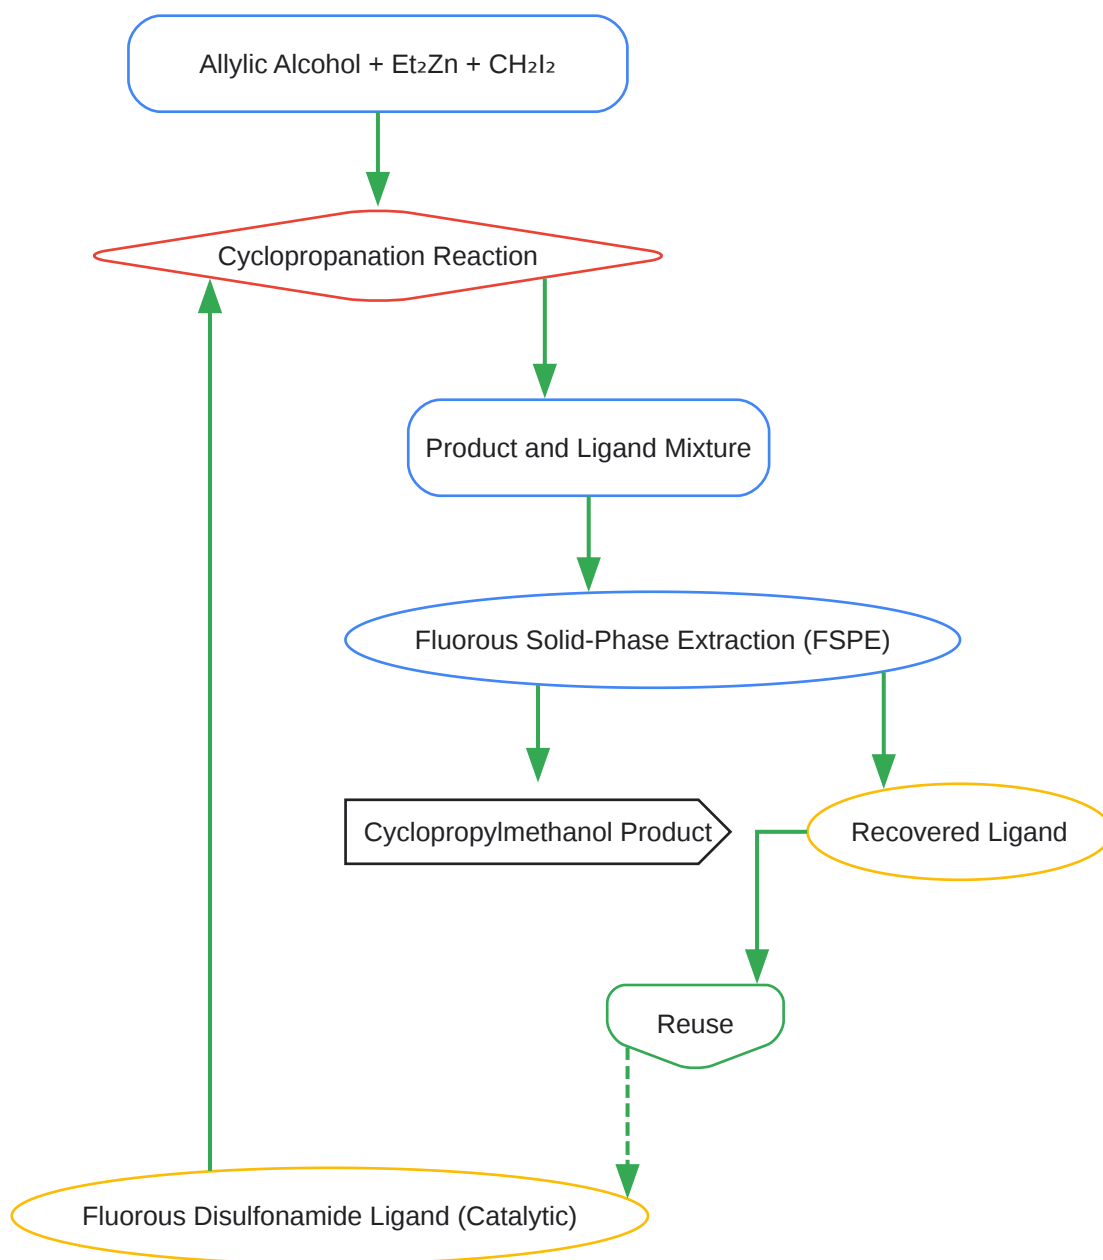 Allylic Alcohol + Et₂Zn + CH₂I₂
Cyclopropanation Reaction
Product and Ligand Mixture
Fluorous Solid-Phase Extraction (FSPE)
Cyclopropylmethanol Product
Recovered Ligand
Reuse
Fluorous Disulfonamide Ligand (Catalytic)